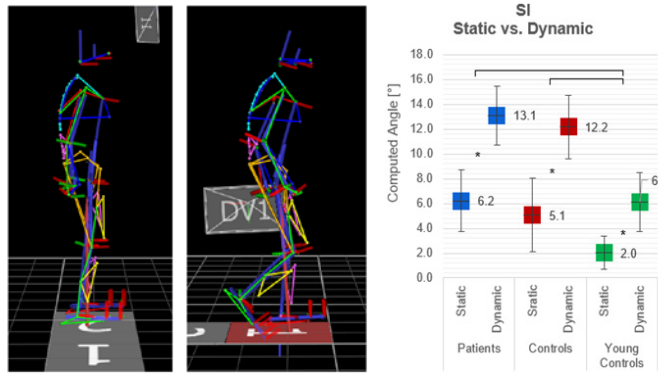 DV1
SI
Static vs. Dynamic
Computed Angle [°]
18.0
16.0
14.0
12.0
10.0
8.0
6.0
4.0
2.0
0.0
6.2
*
13.1
5.1
*
12.2
2.0
*
6
Static
Dynamic
Sratic
Dynamic
Static
Dynamic
Patients
Controls
Young
Controls